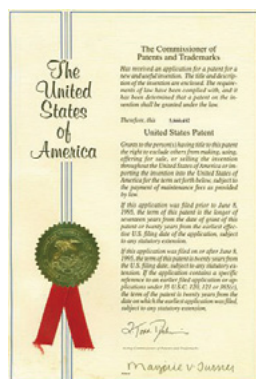 The
United
States
of
America
The Commissioner of
Patents and Trademarks
Has received an application for a patent for a
new and useful invention. The title and descrip-
tion of the invention are enclosed. The require-
ments of law have been complied with, and it
has been determined that a patent on the in-
vention shall be granted under the law.
Therefore, this
United States Patent
Grants to the person(s) having title to this patent
the right to exclude others from making, using,
offering for sale, or selling the invention
throughout the United States of America or im-
porting the invention into the United States of
America for the term set forth below, subject to
the payment of maintenance fees as provided
by law.
If this application was filed prior to June 8,
1995, the term of this patent is the longer of
seventeen years from the date of grant of this
patent or twenty years from the earliest effec-
tive U.S. filing date of the application, subject
to any statutory extension.
If this application was filed on or after June 8,
1995, the term of this patent is twenty years from
the U.S. filing date, subject to any statutory ex-
tension. If the application contains a specific
reference to an earlier filed application or ap-
plications under 35 U.S.C. 120, 121 or 365(c),
the term of the patent is twenty years from the
date on which the earliest application was filed,
subject to any statutory extension.
Marjorie V Turner